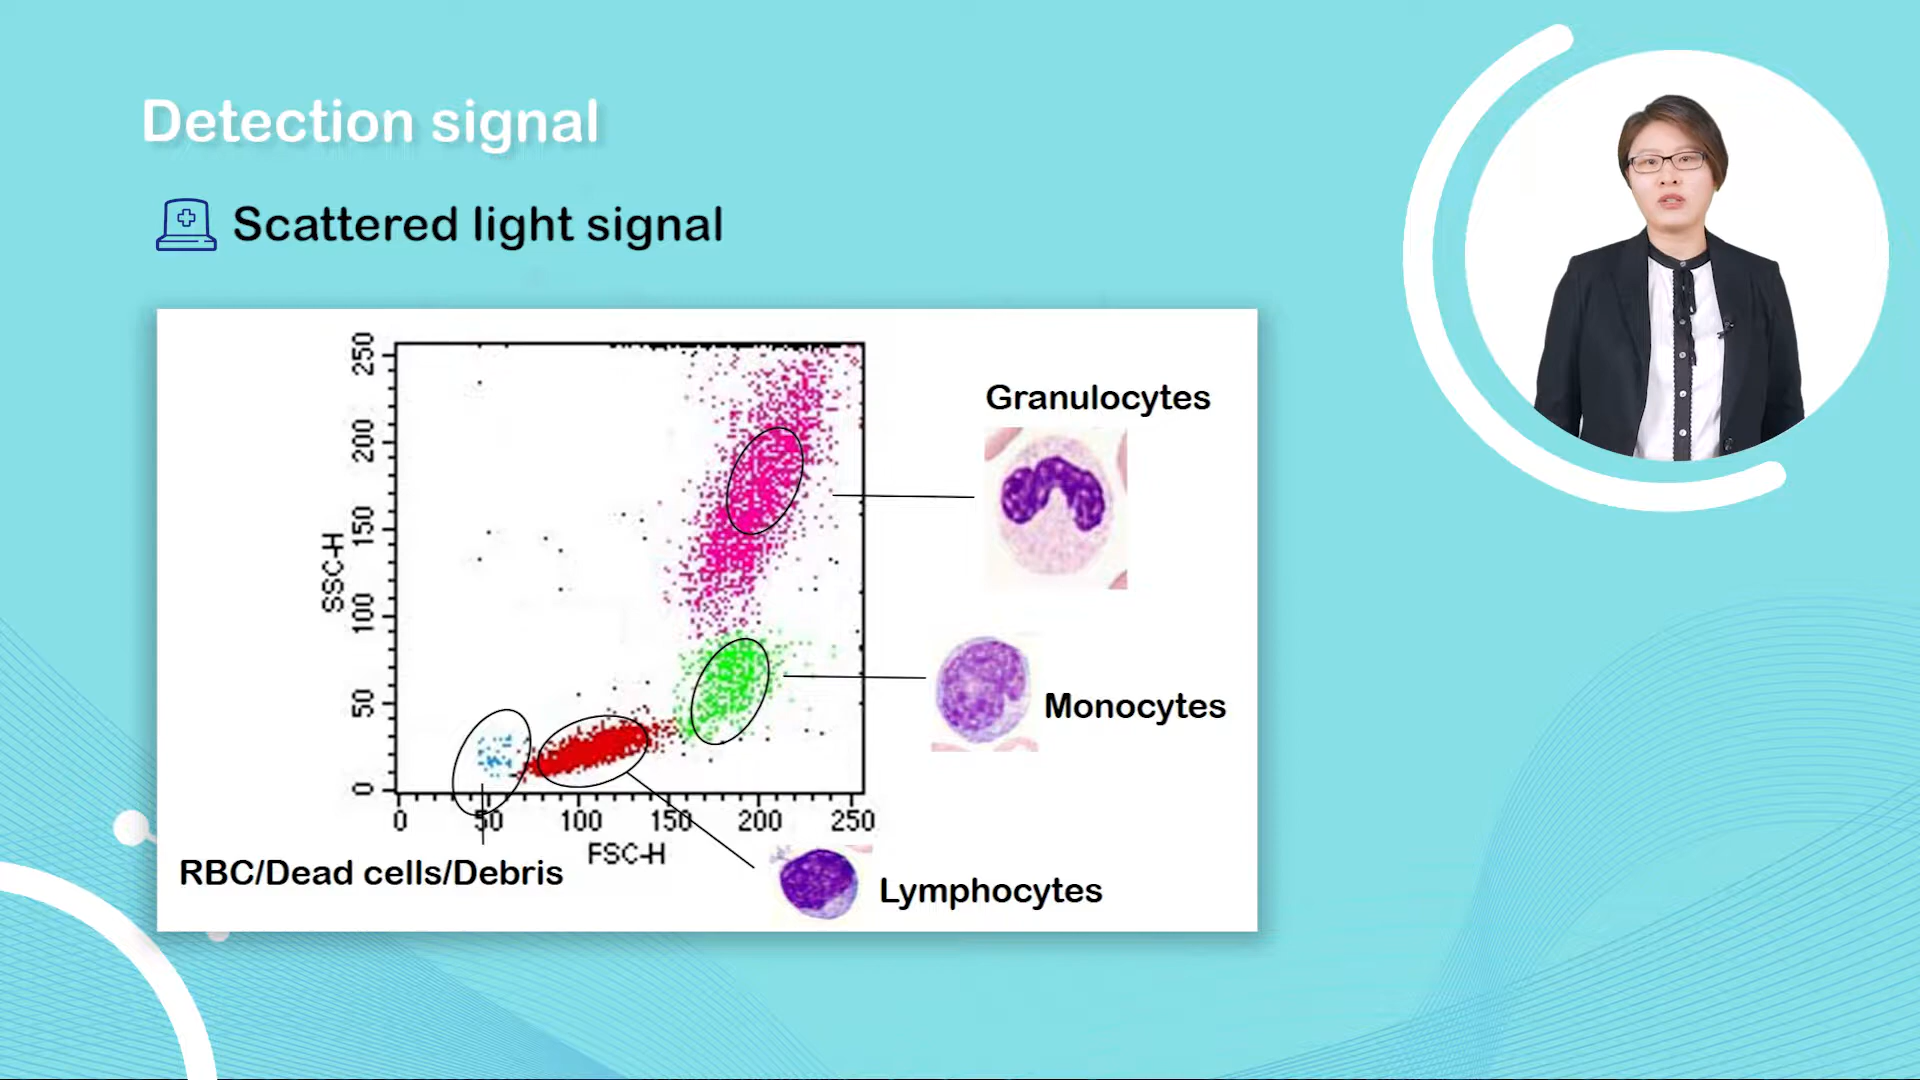 Detection signal
Scattered light signal
250
200
150
100
50
0
SSC-H
0 50 100 150 200 250
FSC-H
Granulocytes
Monocytes
Lymphocytes
RBC/Dead cells/Debris